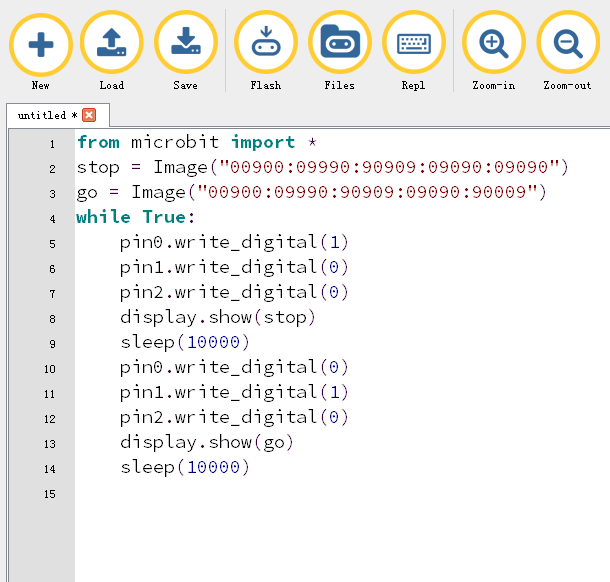 New Load Save Flash Files Repl Zoom-in Zoom-out
untitled *
1 from microbit import *
2 stop = Image("00900:09990:90909:09090:09090")
3 go = Image("00900:09990:90909:09090:90009")
4 while True:
5     pin0.write_digital(1)
6     pin1.write_digital(0)
7     pin2.write_digital(0)
8     display.show(stop)
9     sleep(10000)
10     pin0.write_digital(0)
11     pin1.write_digital(1)
12     pin2.write_digital(0)
13     display.show(go)
14     sleep(10000)
15